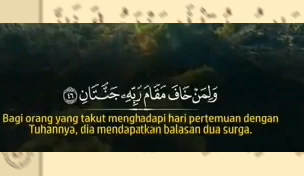 وَلِمَنْ خَافَ مَقَامَ رَبِّهِۦ جَنَّتَانِ ٤٦
Bagi orang yang takut menghadapi hari pertemuan dengan
Tuhannya, dia mendapatkan balasan dua surga.